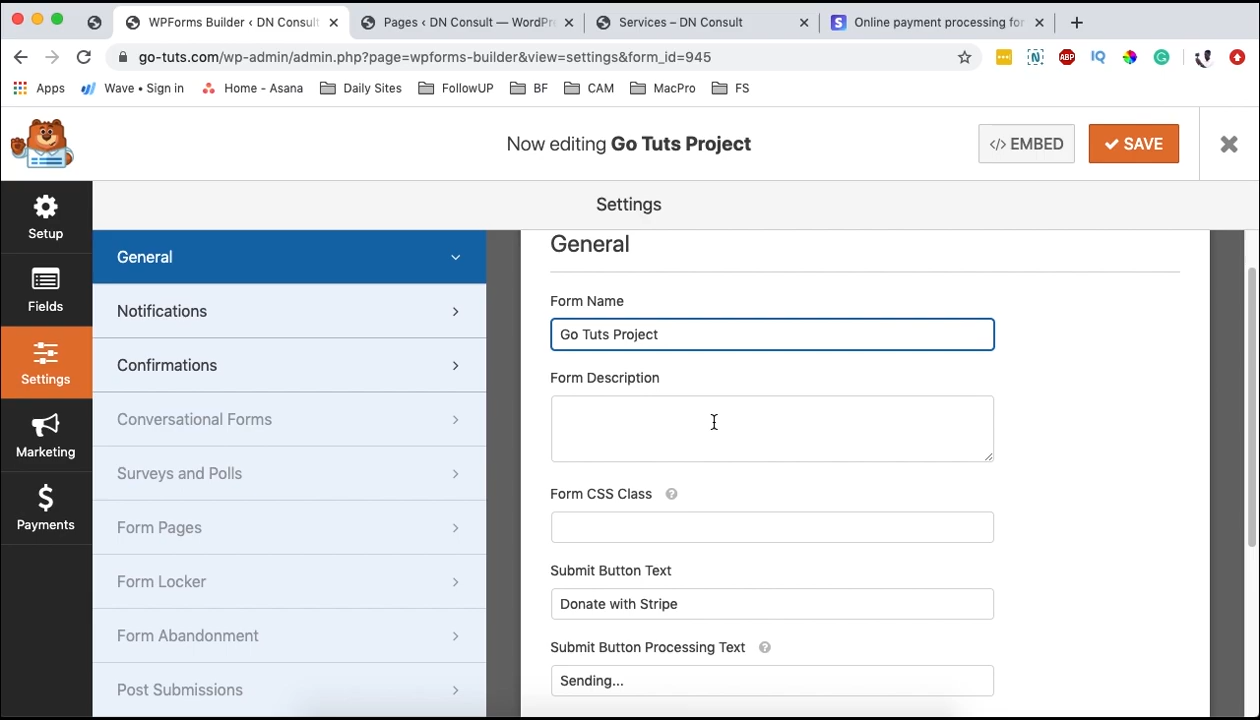 WPForms Builder ‹ DN Consult
Pages ‹ DN Consult — WordPre
Services – DN Consult
Online payment processing for
go-tuts.com/wp-admin/admin.php?page=wpforms-builder&view=settings&form_id=945
ABP
IQ
Apps
Wave • Sign in
Home - Asana
Daily Sites
FollowUP
BF
CAM
MacPro
FS
Now editing Go Tuts Project
</> EMBED
SAVE
Settings
Setup
Fields
Settings
Marketing
Payments
General
Notifications
Confirmations
Conversational Forms
Surveys and Polls
Form Pages
Form Locker
Form Abandonment
Post Submissions
General
Form Name
Go Tuts Project
Form Description
Form CSS Class
Submit Button Text
Donate with Stripe
Submit Button Processing Text
Sending...